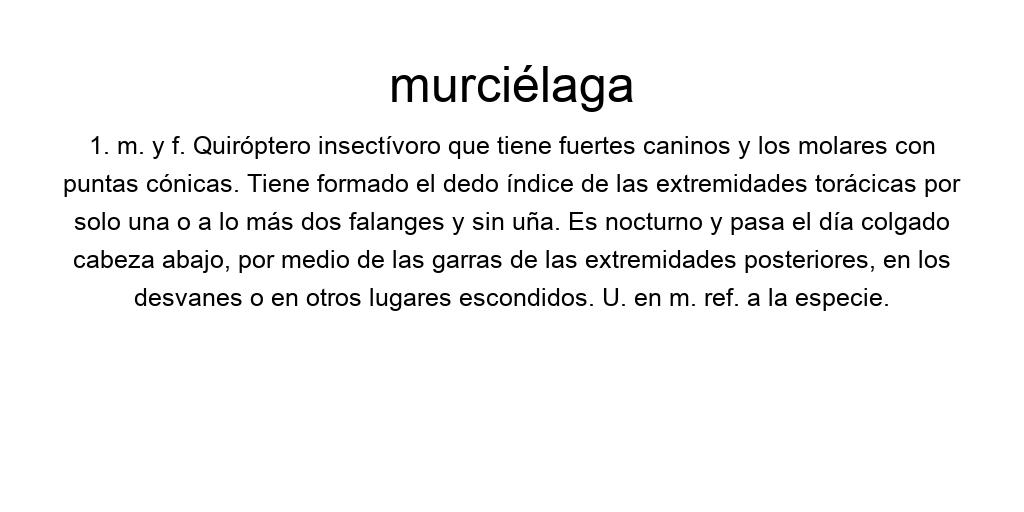 murciélaga
1. m. y f. Quiróptero insectívoro que tiene fuertes caninos y los molares con
puntas cónicas. Tiene formado el dedo índice de las extremidades torácicas por
solo una o a lo más dos falanges y sin uña. Es nocturno y pasa el día colgado
cabeza abajo, por medio de las garras de las extremidades posteriores, en los
desvanes o en otros lugares escondidos. U. en m. ref. a la especie.